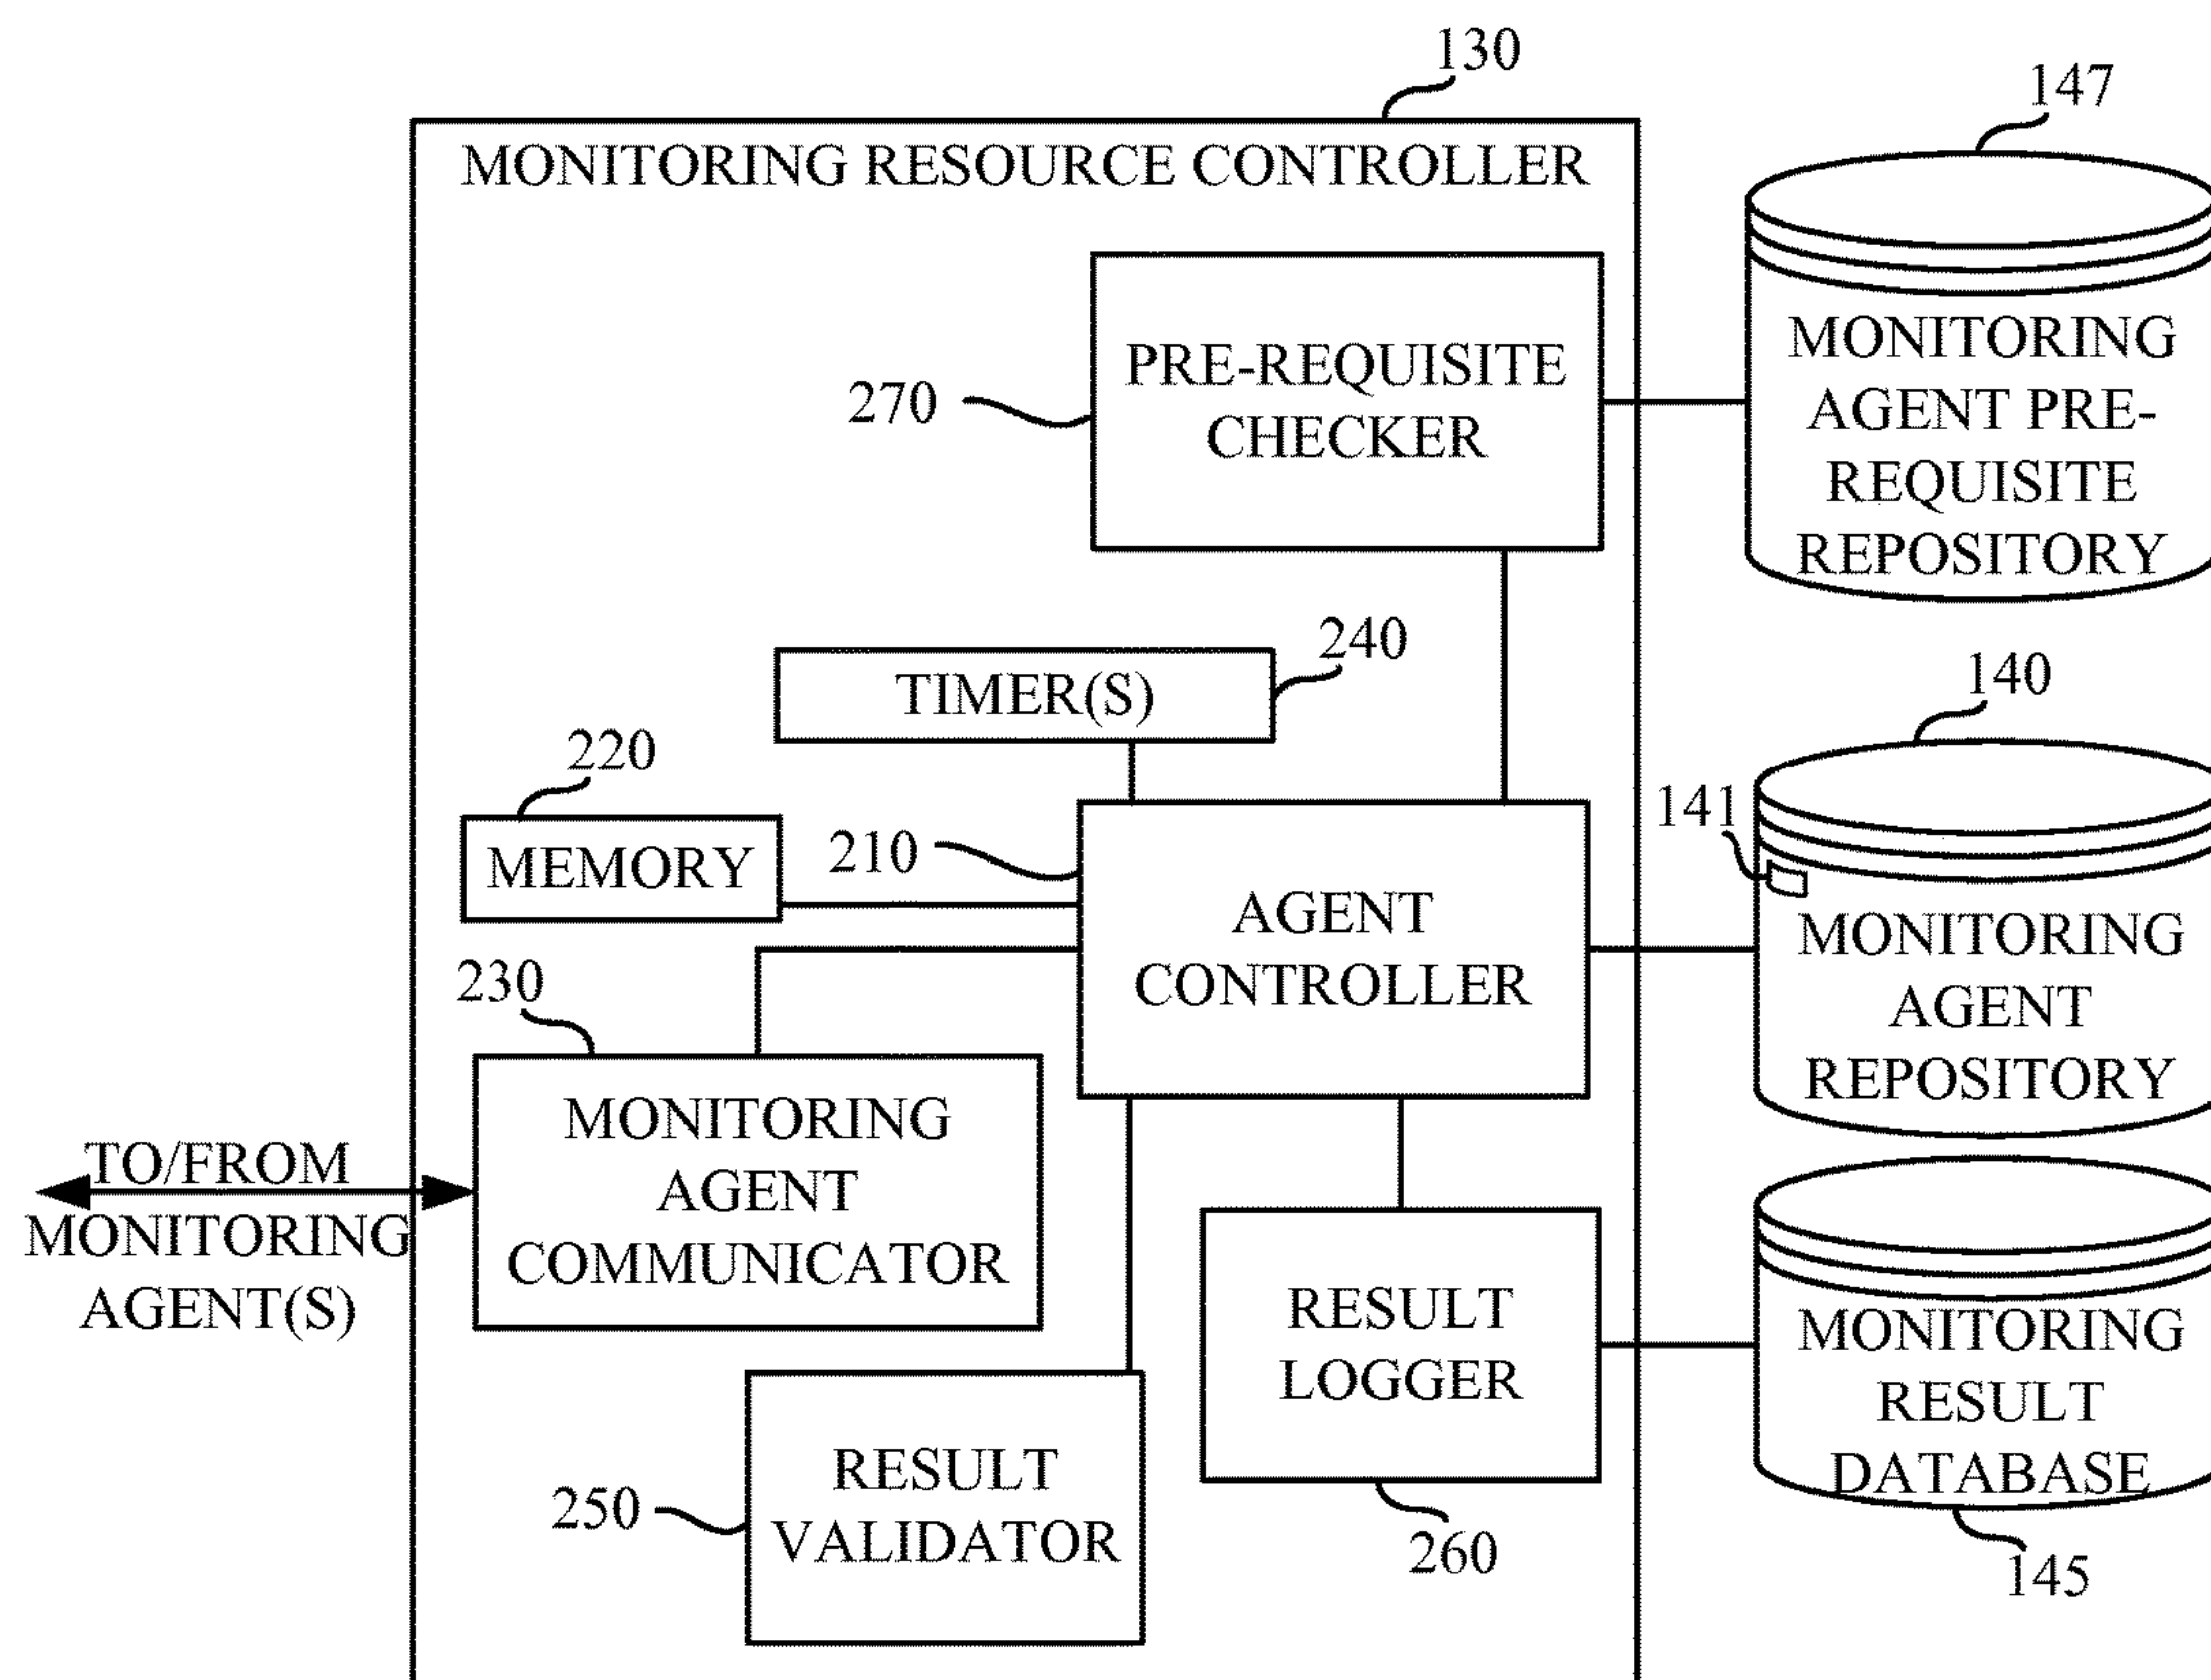 130
147
MONITORING RESOURCE CONTROLLER
270
PRE-REQUISITE
CHECKER
MONITORING
AGENT PRE-
REQUISITE
REPOSITORY
240
TIMER(S)
140
220
MEMORY
210
141
AGENT
CONTROLLER
MONITORING
AGENT
REPOSITORY
230
MONITORING
AGENT
COMMUNICATOR
TO/FROM
MONITORING
AGENT(S)
RESULT
LOGGER
MONITORING
RESULT
DATABASE
250
RESULT
VALIDATOR
260
145